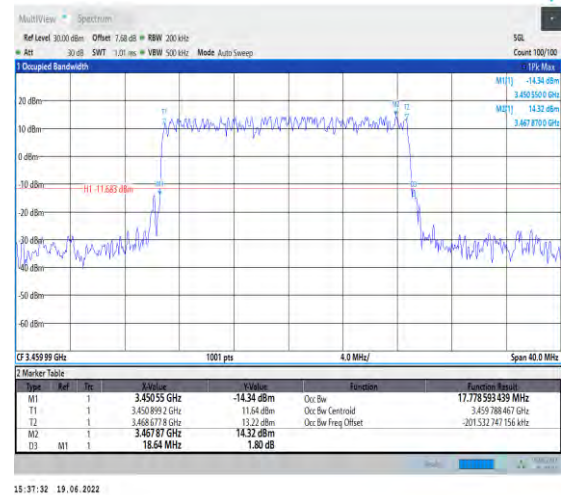 MultiView Spectrum
Ref Level 30.00 dBm Offset 7.68 dB RBW 200 kHz SGL
Att 30 dB SWT 1.01 ms VBW 500 kHz Mode Auto Sweep Count 100/100
1 Occupied Bandwidth 1Pk Max
M1[1] -14.34 dBm
3.450 550 0 GHz
M2[1] 14.32 dBm
3.467 870 0 GHz
20 dBm
10 dBm
0 dBm
-10 dBm
H1 -11.683 dBm
-20 dBm
-30 dBm
-40 dBm
-50 dBm
-60 dBm
T1
T2
CF 3.459 99 GHz 1001 pts 4.0 MHz/ Span 40.0 MHz
2 Marker Table
Type Ref Trc X-Value Y-Value Function Function Result
M1 1 3.450 55 GHz -14.34 dBm Occ Bw 17.778 593 439 MHz
T1 1 3.450 899 2 GHz 11.64 dBm Occ Bw Centroid 3.459 788 467 GHz
T2 1 3.468 677 8 GHz 13.22 dBm Occ Bw Freq Offset -201.532 747 156 kHz
M2 1 3.467 87 GHz 14.32 dBm
D3 M1 1 18.64 MHz 1.80 dB
15:37:32 19.06.2022